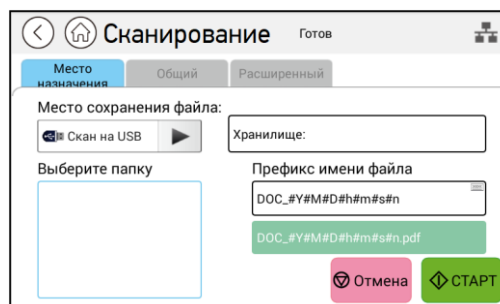 Сканирование Готов
Место назначения Общий Расширенный
Место сохранения файла:
Скан на USB Хранилище:
Выберите папку Префикс имени файла
DOC_#Y#M#D#h#m#s#n
DOC_#Y#M#D#h#m#s#n.pdf
Отмена СТАРТ